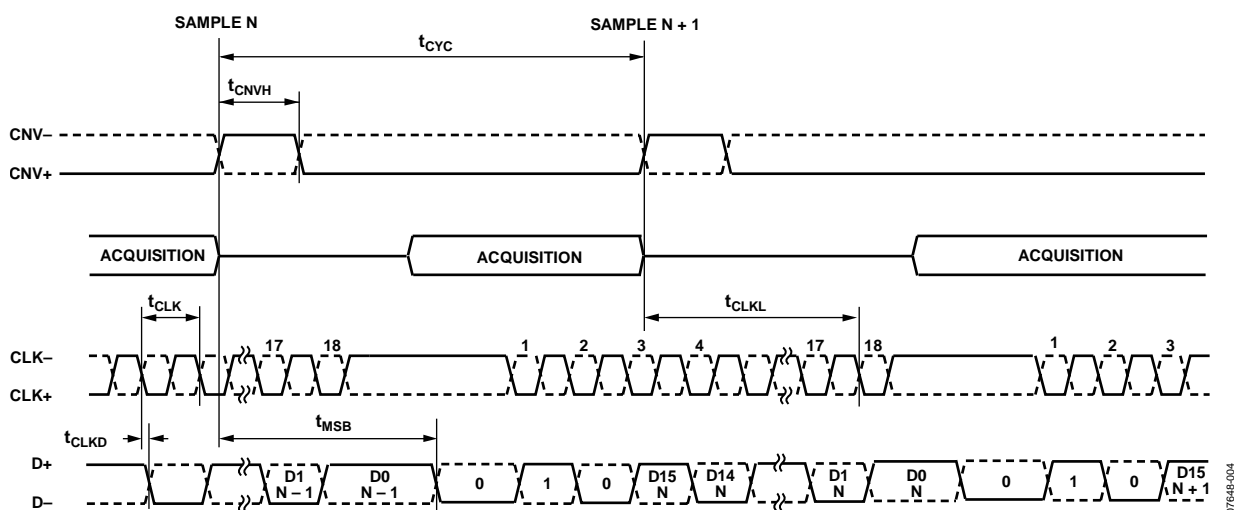 SAMPLE N
SAMPLE N + 1
tCYC
tCNVH
CNV–
CNV+
ACQUISITION
ACQUISITION
ACQUISITION
tCLK
tCLKL
CLK–
CLK+
17 18 1 2 3 4 17 18 1 2 3
tCLKD
tMSB
D+
D–
D1 N – 1
D0 N – 1
0
1
0
D15 N
D14 N
D1 N
D0 N
0
1
0
D15 N + 1
07648-004